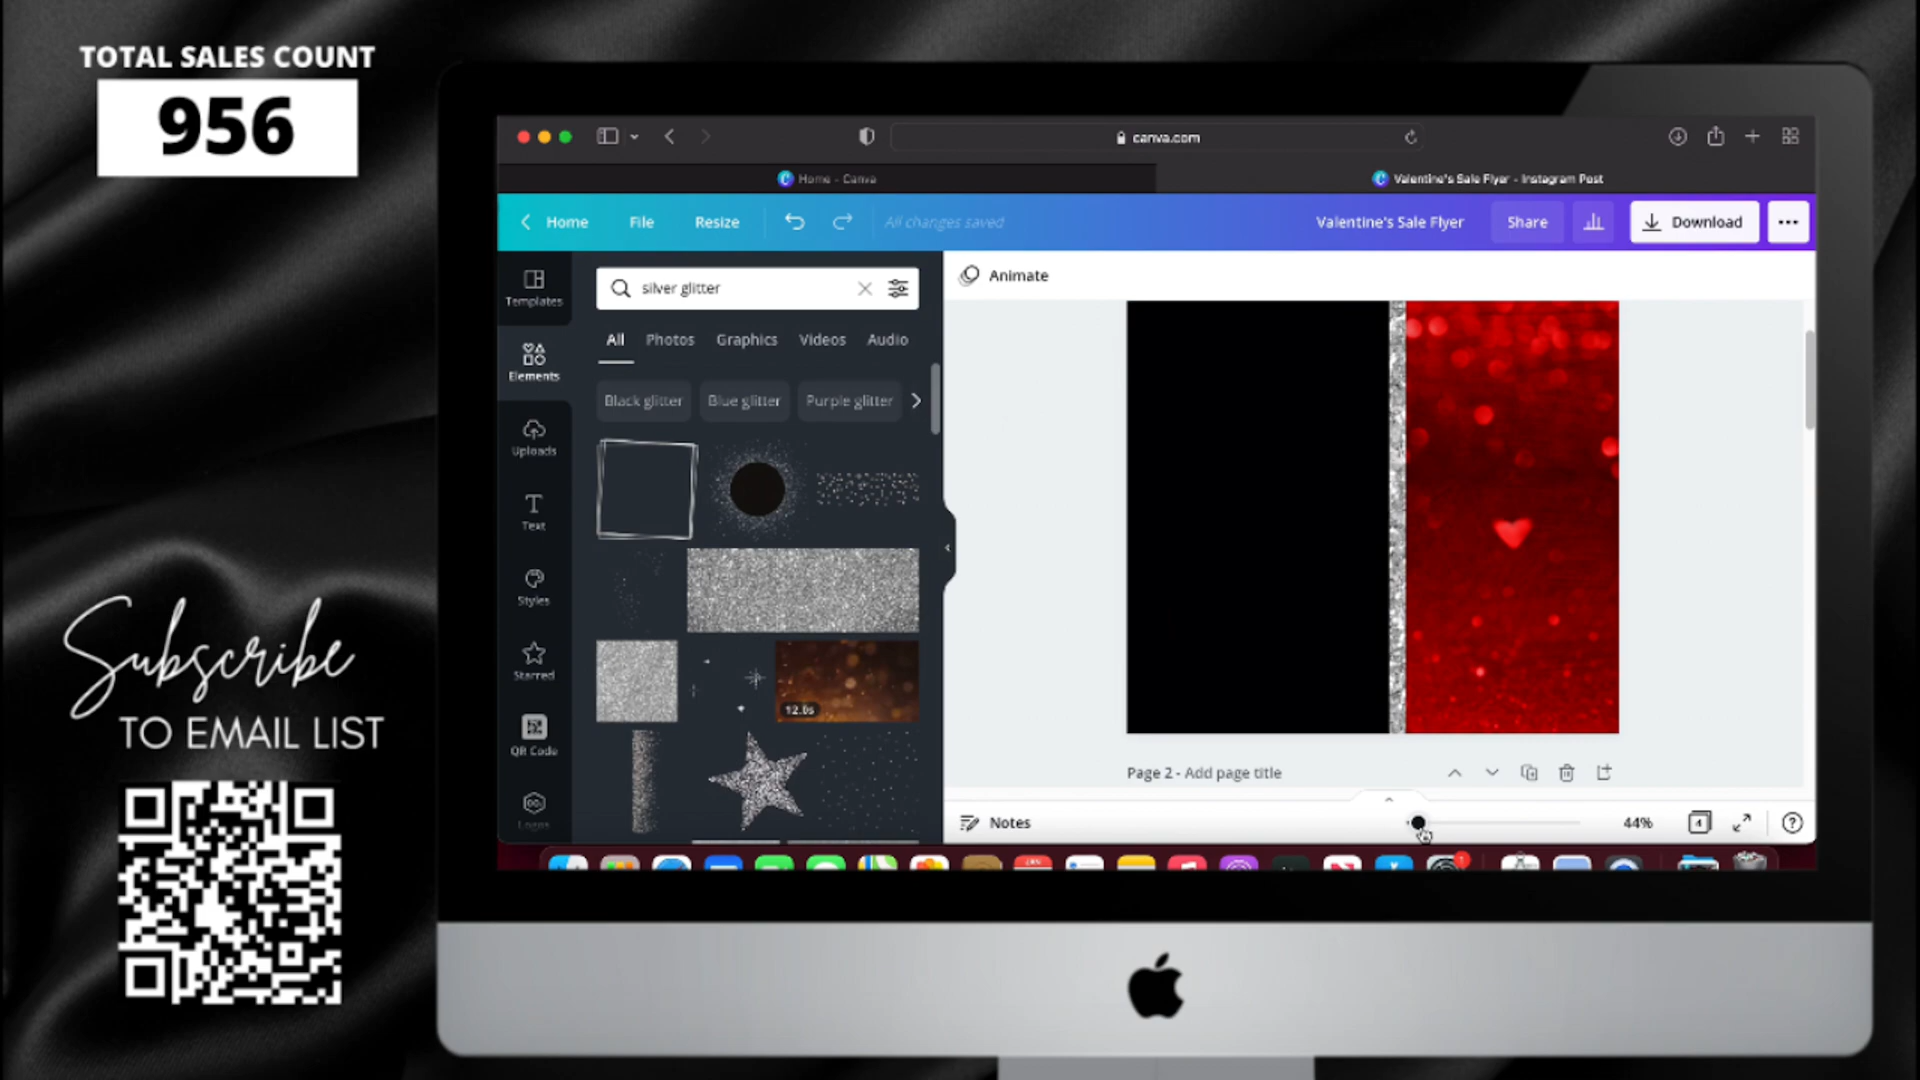 TOTAL SALES COUNT
956
Subscribe
TO EMAIL LIST
canva.com
Home - Canva
Valentine's Sale Flyer - Instagram Post
Home
File
Resize
All changes saved
Valentine's Sale Flyer
Share
Download
Templates
Elements
Uploads
Text
Styles
Starred
QR Code
Logos
silver glitter
All
Photos
Graphics
Videos
Audio
Black glitter
Blue glitter
Purple glitter
12.0s
Animate
Page 2 - Add page title
Notes
44%
4